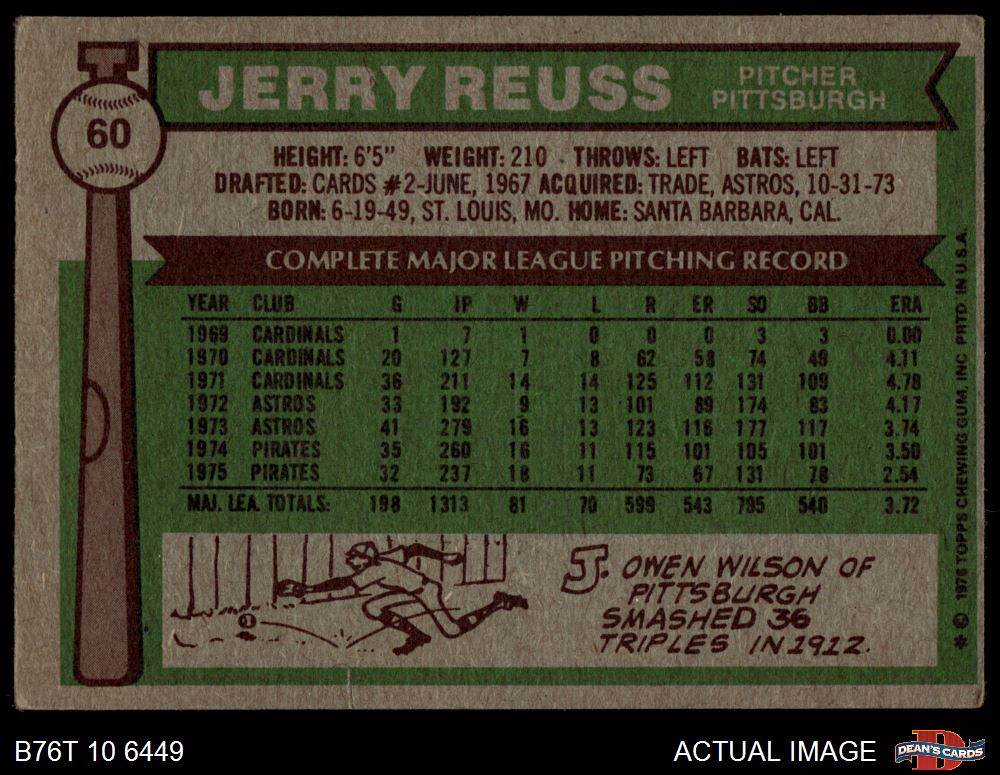 JERRY REUSS PITCHER
PITTSBURGH
60
HEIGHT: 6'5" WEIGHT: 210 · THROWS: LEFT BATS: LEFT
DRAFTED: CARDS #2-JUNE, 1967 ACQUIRED: TRADE, ASTROS, 10-31-73
BORN: 6-19-49, ST. LOUIS, MO. HOME: SANTA BARBARA, CAL.
COMPLETE MAJOR LEAGUE PITCHING RECORD
YEAR CLUB G IP W L R ER SO BB ERA
1969 CARDINALS 1 7 1 0 0 0 3 3 0.00
1970 CARDINALS 20 127 7 8 62 58 74 49 4.11
1971 CARDINALS 36 211 14 14 125 112 131 109 4.78
1972 ASTROS 33 192 9 13 101 89 174 83 4.17
1973 ASTROS 41 279 16 13 123 116 177 117 3.74
1974 PIRATES 35 260 16 11 115 101 105 101 3.50
1975 PIRATES 32 237 18 11 73 67 131 78 2.54
MAJ. LEA. TOTALS: 198 1313 81 70 599 543 795 540 3.72
J. OWEN WILSON OF
PITTSBURGH
SMASHED 36
TRIPLES IN 1912.
* © 1976 TOPPS CHEWING GUM, INC. PRTD. IN U.S.A.
B76T 10 6449 ACTUAL IMAGE
DEAN'S CARDS